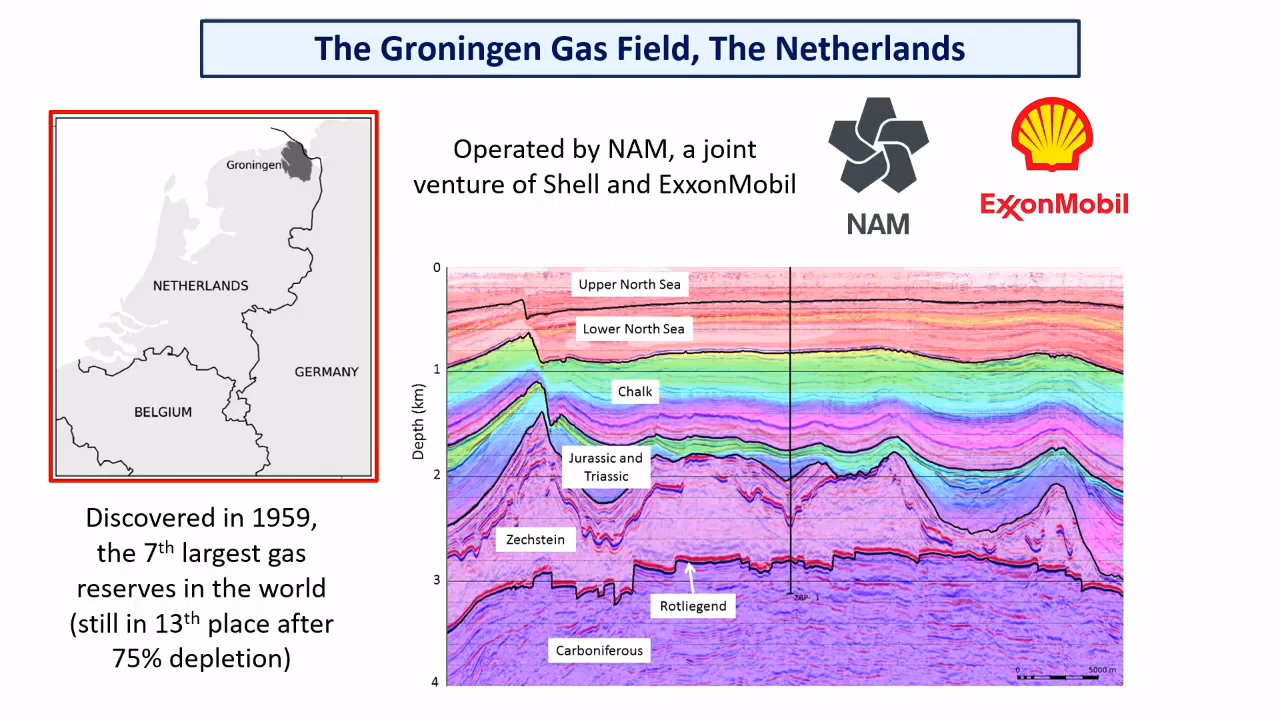 The Groningen Gas Field, The Netherlands
Groningen
NETHERLANDS
GERMANY
BELGIUM
Operated by NAM, a joint
venture of Shell and ExxonMobil
NAM
ExxonMobil
Discovered in 1959,
the 7th largest gas
reserves in the world
(still in 13th place after
75% depletion)
Depth (km)
0
1
2
3
4
Upper North Sea
Lower North Sea
Chalk
Jurassic and
Triassic
Zechstein
Rotliegend
Carboniferous
ZRP- 1
0 5000 m